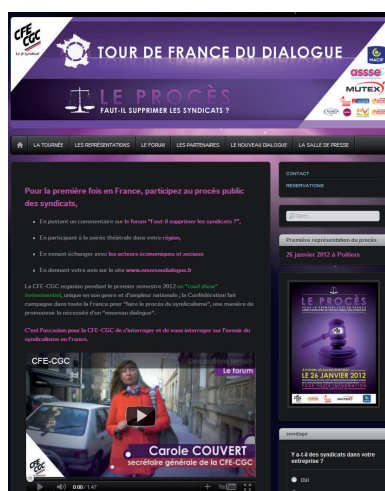 CFE
CGC
Le 3e syndicat
TOUR DE FRANCE DU DIALOGUE
MACIF
assse
MUTEX
LE PROCÈS
FAUT-IL SUPPRIMER LES SYNDICATS ?
LA TOURNÉE LES REPRÉSENTATIONS LE FORUM LES PARTENAIRES LE NOUVEAU DIALOGUE LA SALLE DE PRESSE
CONTACT
RESERVATIONS
Pour la première fois en France, participez au procès public
des syndicats,
En postant un commentaire sur le forum "Faut-il supprimer les syndicats ?",
En participant à la soirée théâtrale dans votre région,
En venant échanger avec les acteurs économiques et sociaux
En donnant votre avis sur le site www.nouveaudialogue.fr
La CFE-CGC organise pendant le premier semestre 2012 un "road show"
évènementiel, unique en son genre et d'ampleur nationale ; la Confédération fait
campagne dans toute la France pour "faire le procès du syndicalisme", une manière de
promouvoir la nécessité d'un "nouveau dialogue".
C'est l'occasion pour la CFE-CGC de s'interroger et de vous interroger sur l'avenir du
syndicalisme en France.
Première représentation du procès
26 janvier 2012 à Poitiers
LE PROCÈS
LE 26 JANVIER 2012
CFE-CGC
Le forum
Carole COUVERT
secrétaire générale de la CFE-CGC
0:00 / 1:47
YouTube
sondage
Y a-t-il des syndicats dans votre
entreprise ?
OUI